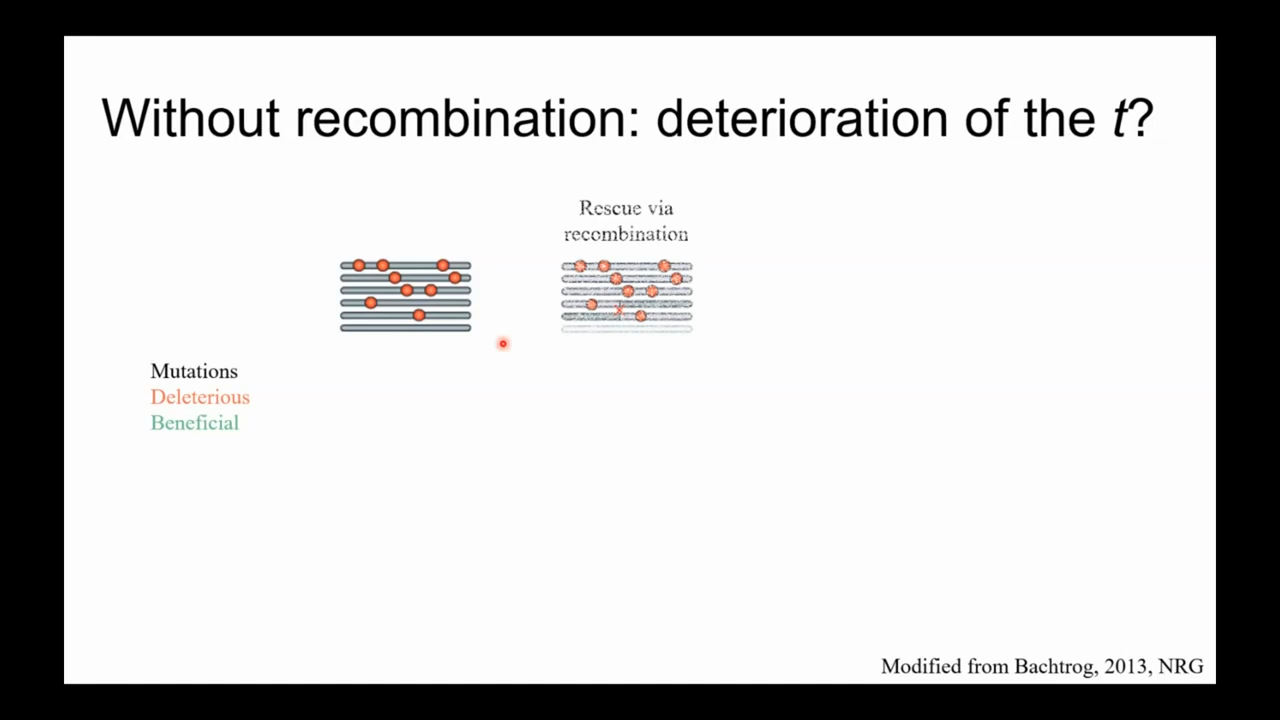 Without recombination: deterioration of the t?
Rescue via
recombination
Mutations
Deleterious
Beneficial
Modified from Bachtrog, 2013, NRG